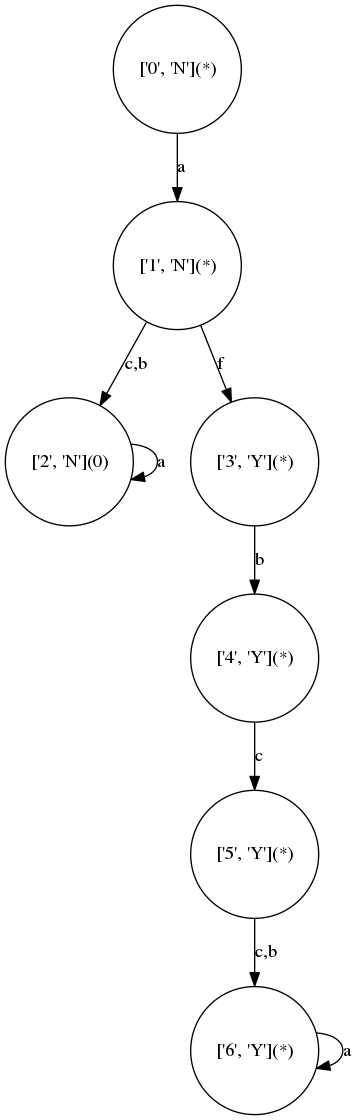 ['0', 'N'](*)
a
['1', 'N'](*)
c,b
f
['2', 'N'](0)
a
['3', 'Y'](*)
b
['4', 'Y'](*)
c
['5', 'Y'](*)
c,b
['6', 'Y'](*)
a